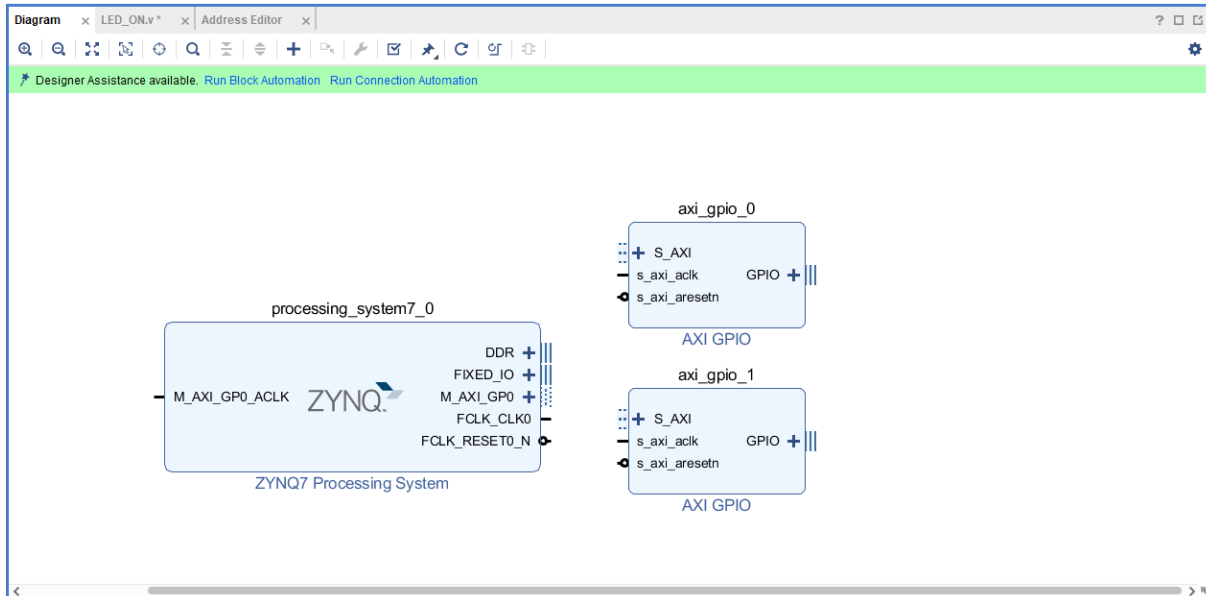 Diagram × LED_ON.v * × Address Editor × ?
Designer Assistance available. Run Block Automation Run Connection Automation
axi_gpio_0
S_AXI
s_axi_aclk GPIO
s_axi_aresetn
AXI GPIO
processing_system7_0
DDR
FIXED_IO
M_AXI_GP0_ACLK ZYNQ M_AXI_GP0
FCLK_CLK0
FCLK_RESET0_N
ZYNQ7 Processing System
axi_gpio_1
S_AXI
s_axi_aclk GPIO
s_axi_aresetn
AXI GPIO